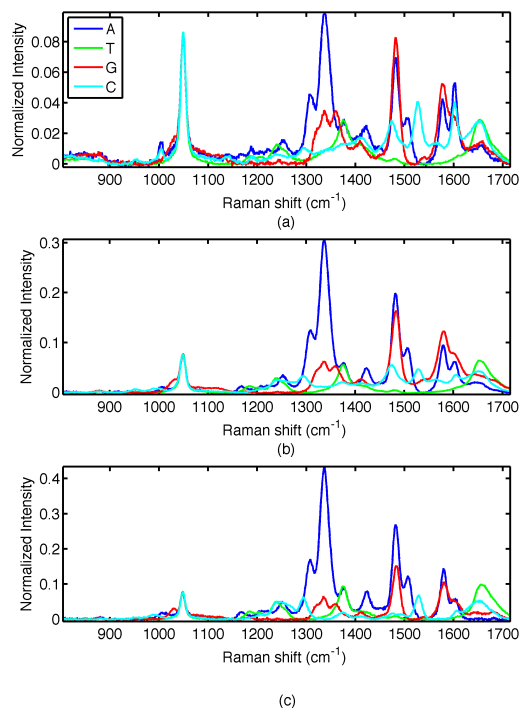 0.08
0.06
0.04
0.02
0
Normalized Intensity
A
T
G
C
900 1000 1100 1200 1300 1400 1500 1600 1700
Raman shift (cm⁻¹)
(a)
0.3
0.2
0.1
0
Normalized Intensity
900 1000 1100 1200 1300 1400 1500 1600 1700
Raman shift (cm⁻¹)
(b)
0.4
0.3
0.2
0.1
0
Normalized Intensity
900 1000 1100 1200 1300 1400 1500 1600 1700
Raman shift (cm⁻¹)
(c)